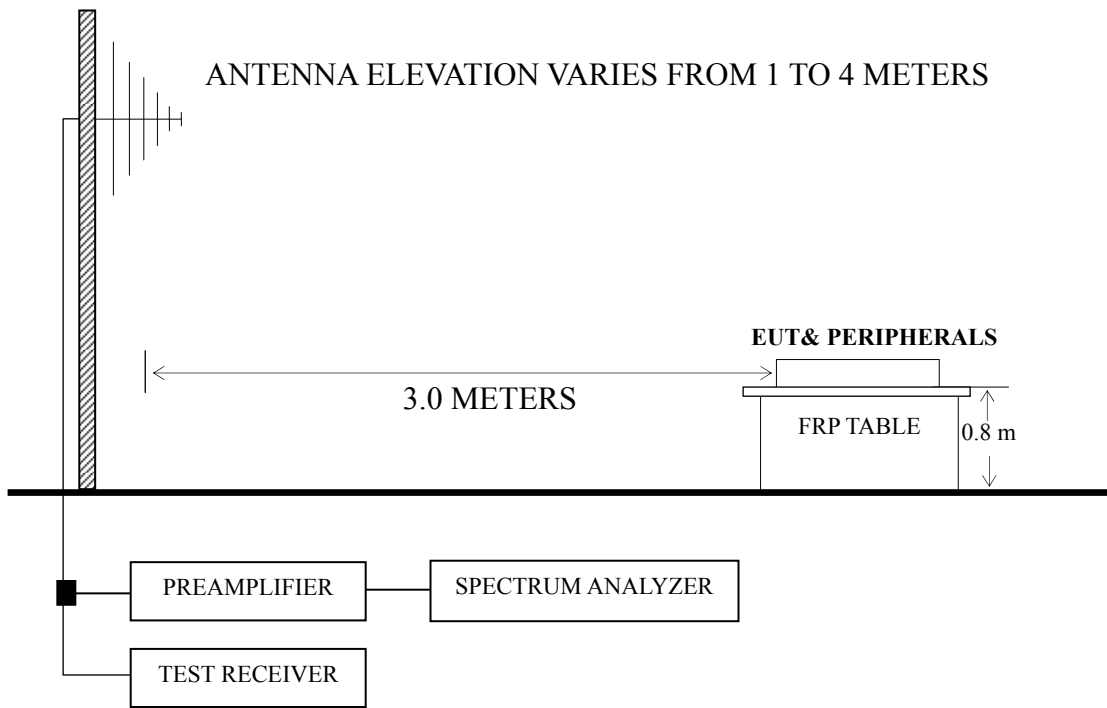 ANTENNA ELEVATION VARIES FROM 1 TO 4 METERS
EUT& PERIPHERALS
3.0 METERS
FRP TABLE
0.8 m
PREAMPLIFIER
SPECTRUM ANALYZER
TEST RECEIVER